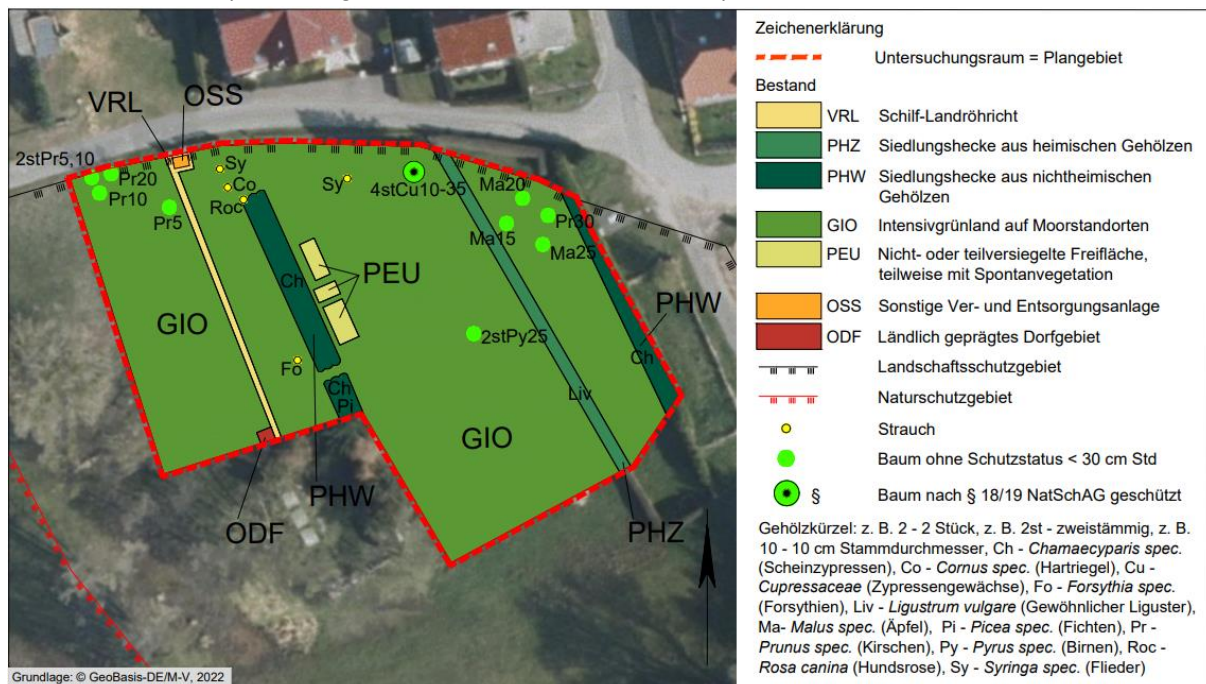 VRL
OSS
2stPr5,10
Pr20
Pr10
Pr5
Sy
Co
Roc
Sy
4stCu10-35
Ma20
Pr30
Ma15
Ma25
Ch
PEU
PHW
GIO
2stPy25
Ch
Fo
Ch
Pi
Liv
GIO
PHW
ODF
PHZ
Grundlage: © GeoBasis-DE/M-V, 2022
Zeichenerklärung
Untersuchungsraum = Plangebiet
Bestand
VRL Schilf-Landröhricht
PHZ Siedlungshecke aus heimischen Gehölzen
PHW Siedlungshecke aus nichtheimischen
Gehölzen
GIO Intensivgrünland auf Moorstandorten
PEU Nicht- oder teilversiegelte Freifläche,
teilweise mit Spontanvegetation
OSS Sonstige Ver- und Entsorgungsanlage
ODF Ländlich geprägtes Dorfgebiet
Landschaftsschutzgebiet
Naturschutzgebiet
Strauch
Baum ohne Schutzstatus < 30 cm Std
§ Baum nach § 18/19 NatSchAG geschützt
Gehölzkürzel: z. B. 2 - 2 Stück, z. B. 2st - zweistämmig, z. B.
10 - 10 cm Stammdurchmesser, Ch - Chamaecyparis spec.
(Scheinzypressen), Co - Cornus spec. (Hartriegel), Cu -
Cupressaceae (Zypressengewächse), Fo - Forsythia spec.
(Forsythien), Liv - Ligustrum vulgare (Gewöhnlicher Liguster),
Ma- Malus spec. (Äpfel), Pi - Picea spec. (Fichten), Pr -
Prunus spec. (Kirschen), Py - Pyrus spec. (Birnen), Roc -
Rosa canina (Hundsrose), Sy - Syringa spec. (Flieder)